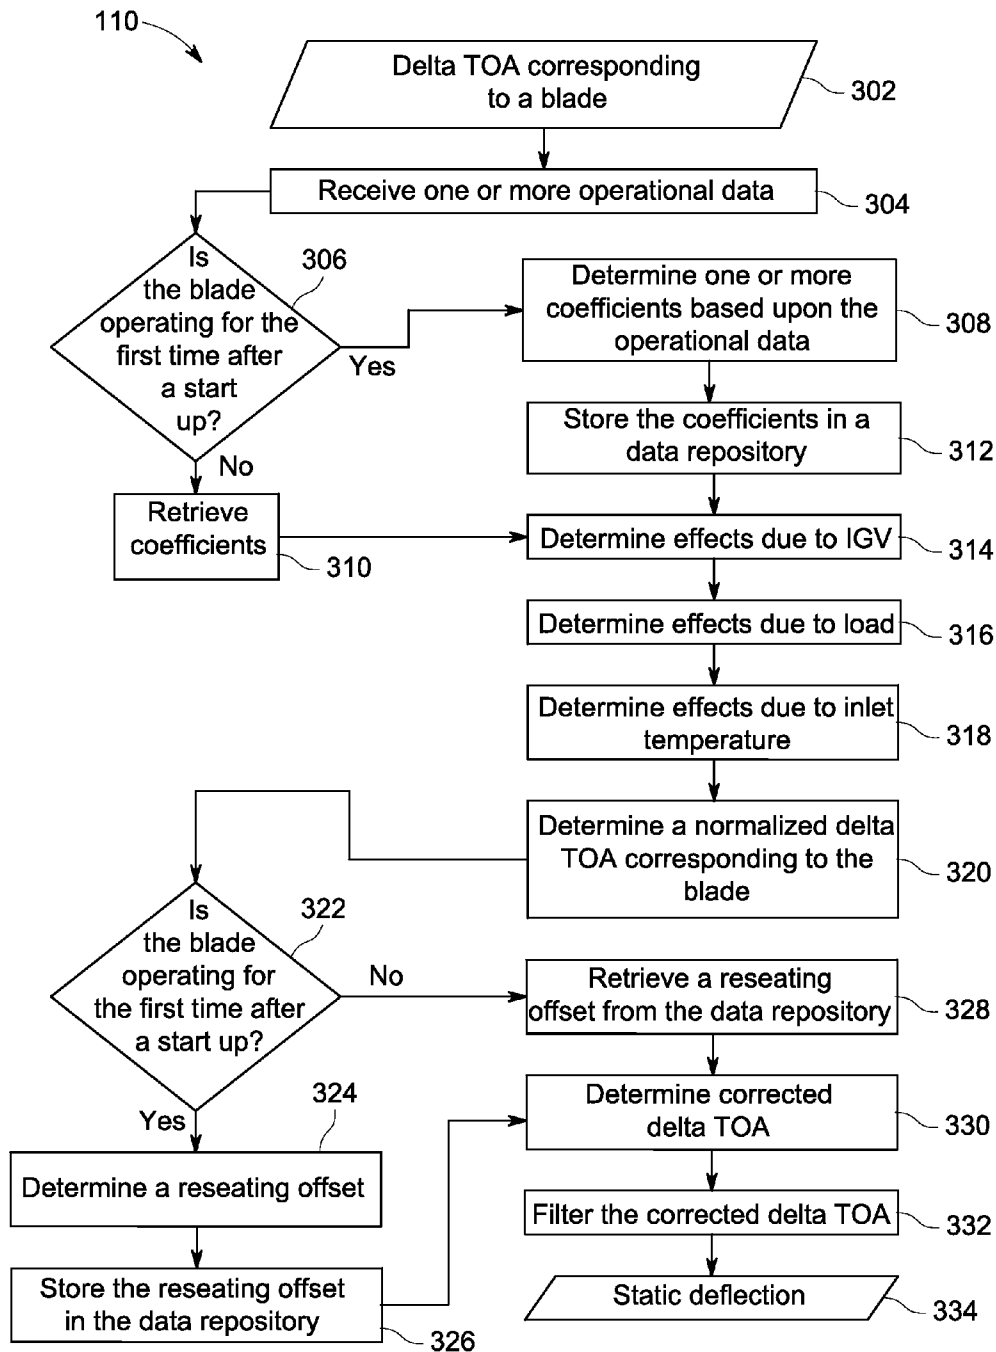 110
Delta TOA corresponding
to a blade
302
Receive one or more operational data
304
Is
the blade
operating for the
first time after
a start
up?
306
Yes
No
Determine one or more
coefficients based upon the
operational data
308
Store the coefficients in a
data repository
312
Retrieve
coefficients
310
Determine effects due to IGV
314
Determine effects due to load
316
Determine effects due to inlet
temperature
318
Determine a normalized delta
TOA corresponding to the
blade
320
Is
the blade
operating for
the first time after
a start up?
322
No
Yes
Retrieve a reseating
offset from the data repository
328
324
Determine a reseating offset
Determine corrected
delta TOA
330
Store the reseating offset
in the data repository
326
Filter the corrected delta TOA
332
Static deflection
334